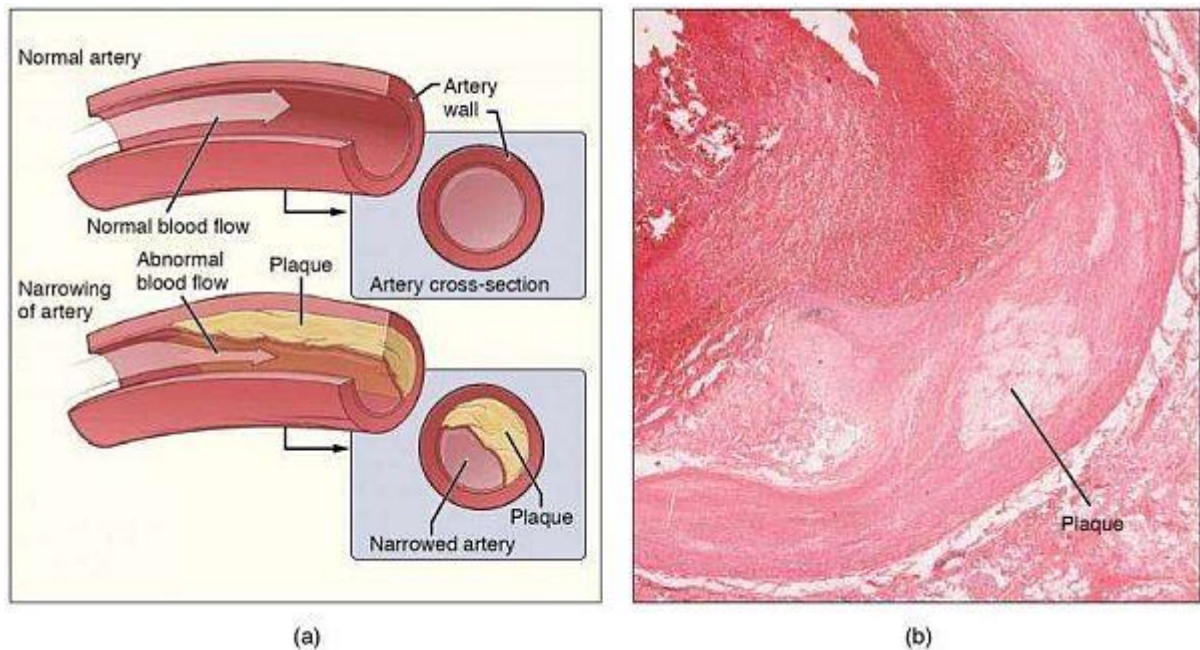 Normal artery
Artery
wall
Normal blood flow
Artery cross-section
Abnormal
blood flow
Plaque
Narrowing
of artery
Plaque
Narrowed artery
(a)
Plaque
(b)